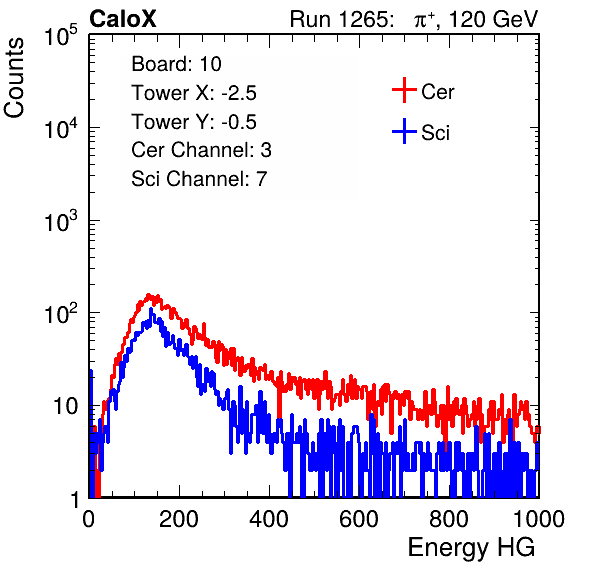 CaloX Run 1265: π⁺, 120 GeV
Counts
10⁵
10⁴
10³
10²
10
1
Board: 10
Tower X: -2.5
Tower Y: -0.5
Cer Channel: 3
Sci Channel: 7
Cer
Sci
0 200 400 600 800 1000
Energy HG